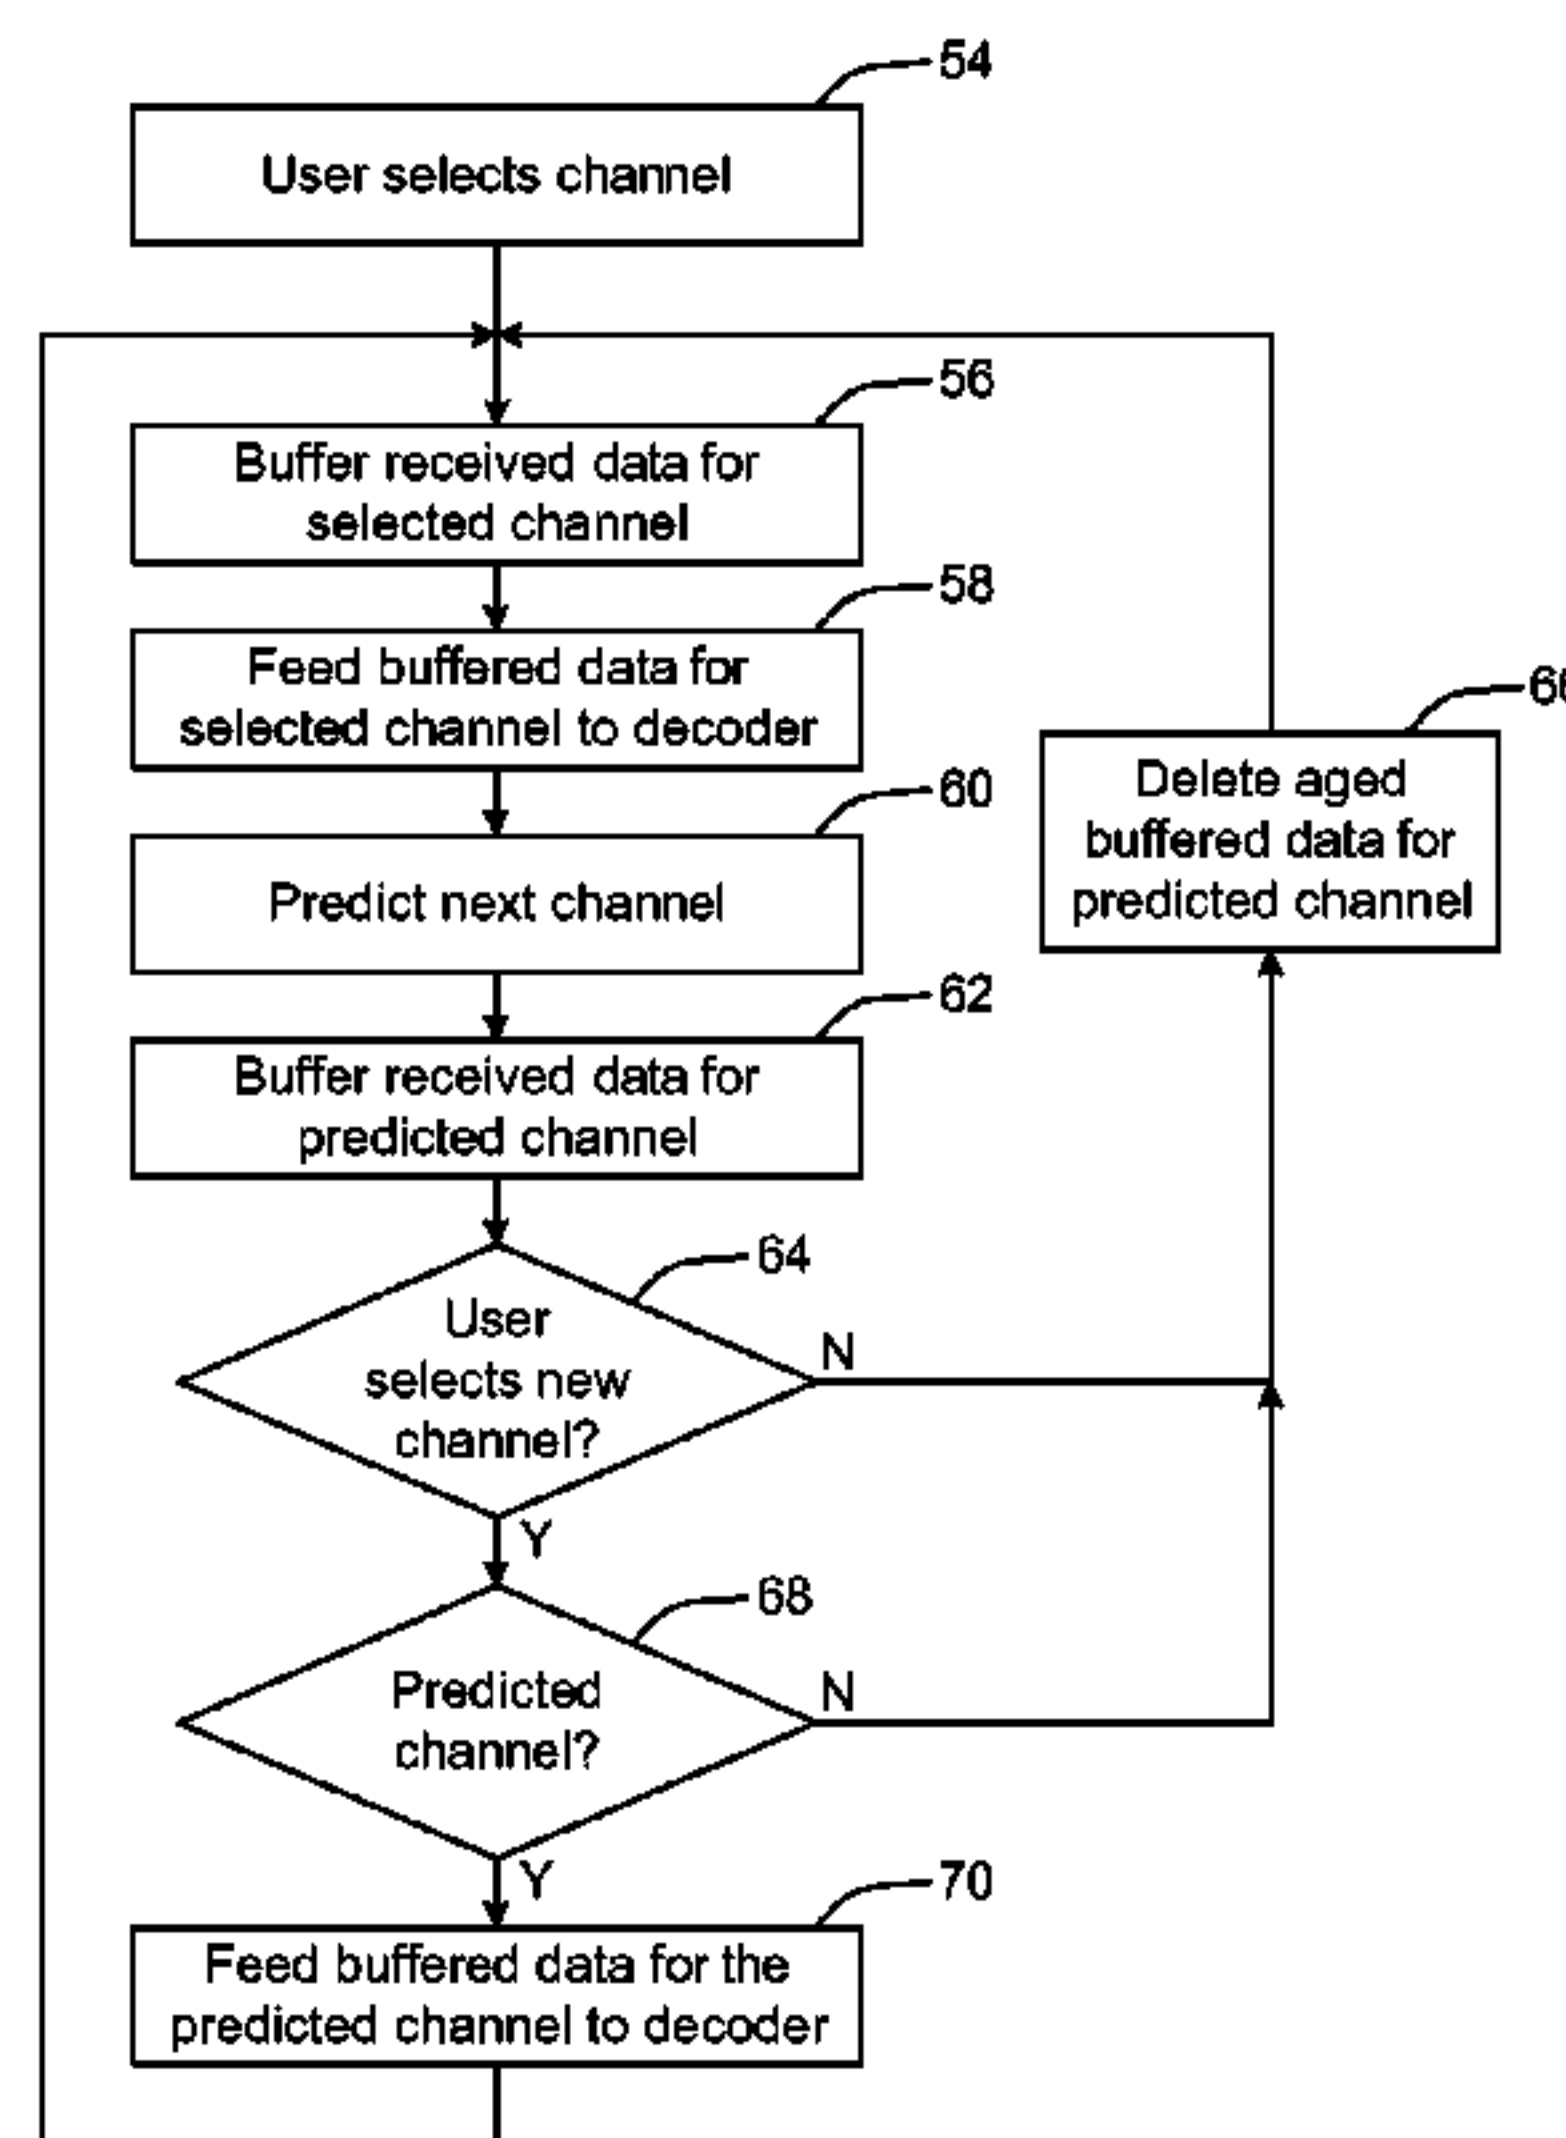 54
User selects channel
56
Buffer received data for
selected channel
58
Feed buffered data for
selected channel to decoder
60
Predict next channel
Delete aged
buffered data for
predicted channel
62
Buffer received data for
predicted channel
64
User
selects new
channel?
N
Y
68
Predicted
channel?
N
Y
70
Feed buffered data for the
predicted channel to decoder